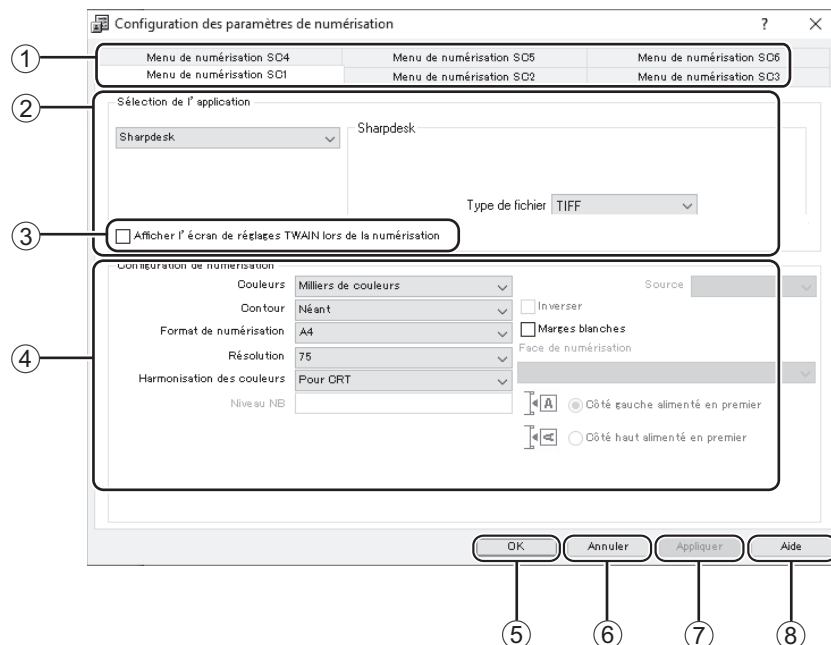 Configuration des paramètres de numérisation ? ×
① Menu de numérisation SC4 Menu de numérisation SC5 Menu de numérisation SC6
Menu de numérisation SC1 Menu de numérisation SC2 Menu de numérisation SC3
② Sélection de l'application
Sharpdesk Sharpdesk
Type de fichier TIFF
③ Afficher l'écran de réglages TWAIN lors de la numérisation
Configuration de numérisation
Couleurs Milliers de couleurs Source
Contour Néant Inverser
Format de numérisation A4 Marges blanches
④ Résolution 75 Face de numérisation
Harmonisation des couleurs Pour CRT
Niveau NB A Côté gauche alimenté en premier
A Côté haut alimenté en premier
OK Annuler Appliquer Aide
⑤ ⑥ ⑦ ⑧